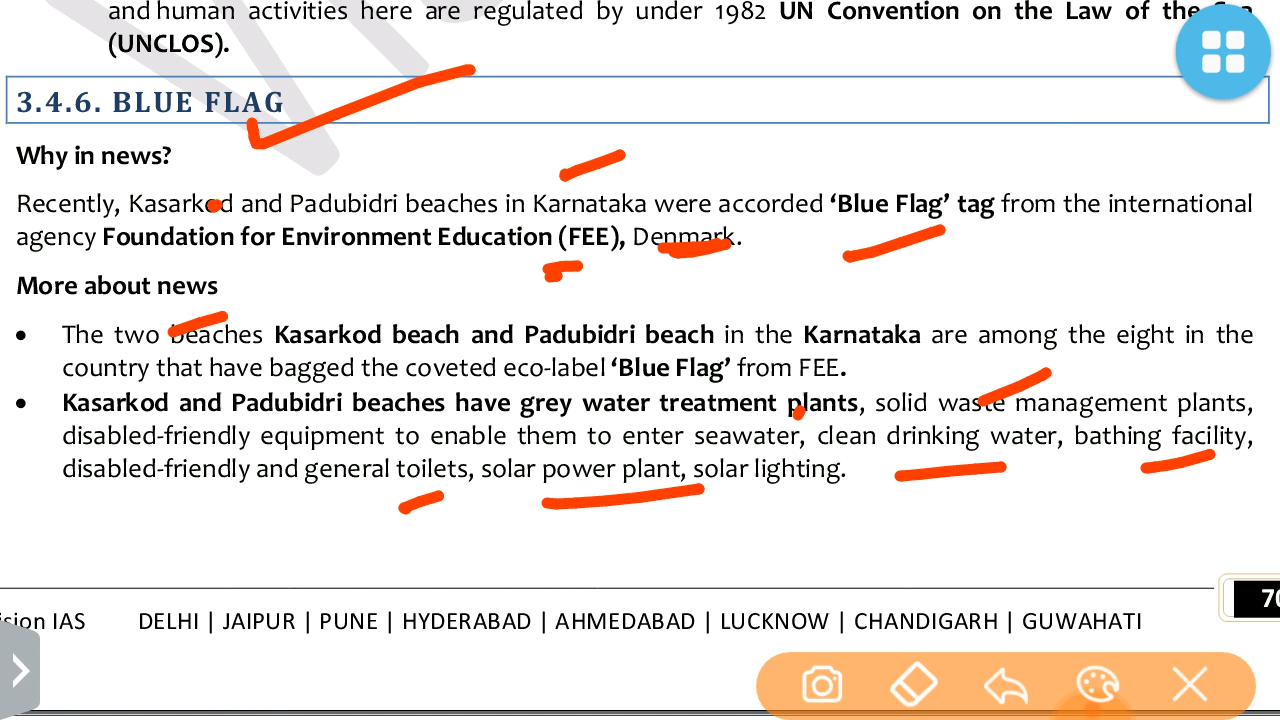 and human activities here are regulated by under 1982 UN Convention on the Law of the Sea
(UNCLOS).
3.4.6. BLUE FLAG
Why in news?
Recently, Kasarkod and Padubidri beaches in Karnataka were accorded ‘Blue Flag’ tag from the international
agency Foundation for Environment Education (FEE), Denmark.
More about news
• The two beaches Kasarkod beach and Padubidri beach in the Karnataka are among the eight in the
country that have bagged the coveted eco-label ‘Blue Flag’ from FEE.
• Kasarkod and Padubidri beaches have grey water treatment plants, solid waste management plants,
disabled-friendly equipment to enable them to enter seawater, clean drinking water, bathing facility,
disabled-friendly and general toilets, solar power plant, solar lighting.
70
ision IAS DELHI | JAIPUR | PUNE | HYDERABAD | AHMEDABAD | LUCKNOW | CHANDIGARH | GUWAHATI